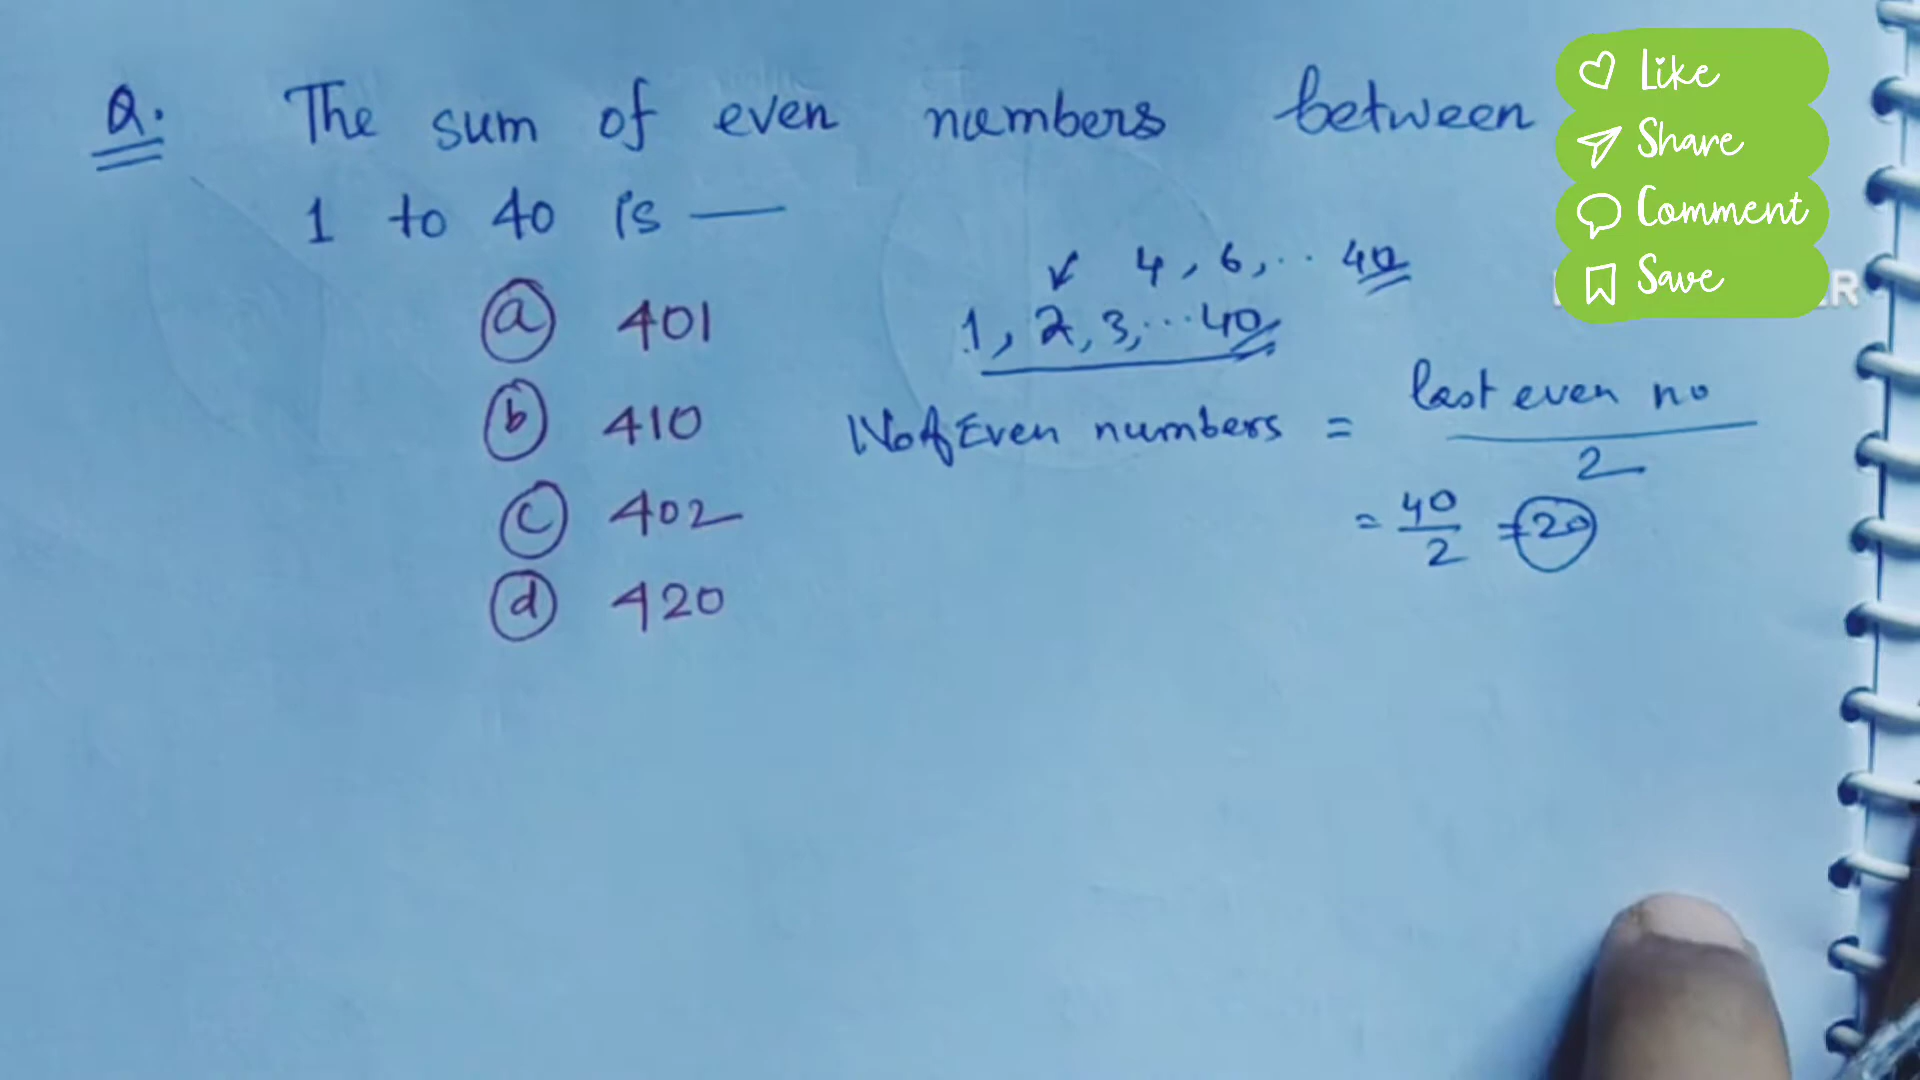 Q. The sum of even numbers between
1 to 40 is —
a 401
b 410
c 402
d 420
4, 6, .. 40
1, 2, 3, ... 40
No of Even numbers = last even no
2
= 40
2
= 20
Like
Share
Comment
Save
R